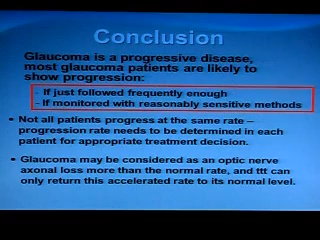 Conclusion
Glaucoma is a progressive disease,
most glaucoma patients are likely to
show progression:
- If just followed frequently enough
- If monitored with reasonably sensitive methods
• Not all patients progress at the same rate –
progression rate needs to be determined in each
patient for appropriate treatment decision.
• Glaucoma may be considered as an optic nerve
axonal loss more than the normal rate, and ttt can
only return this accelerated rate to its normal level.